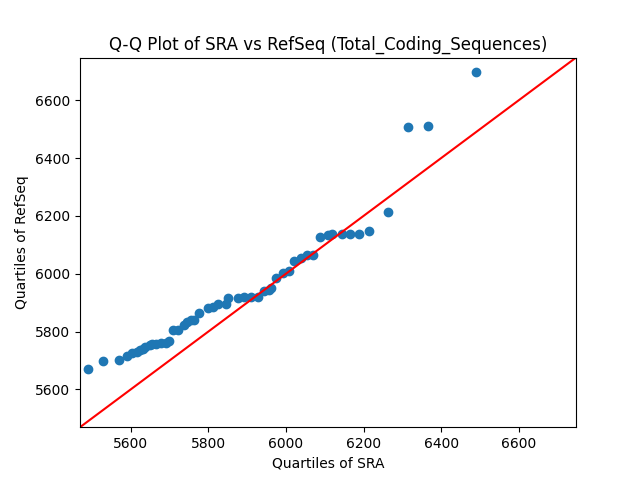 Q-Q Plot of SRA vs RefSeq (Total_Coding_Sequences)
Quartiles of RefSeq
6600
6400
6200
6000
5800
5600
5600 5800 6000 6200 6400 6600
Quartiles of SRA